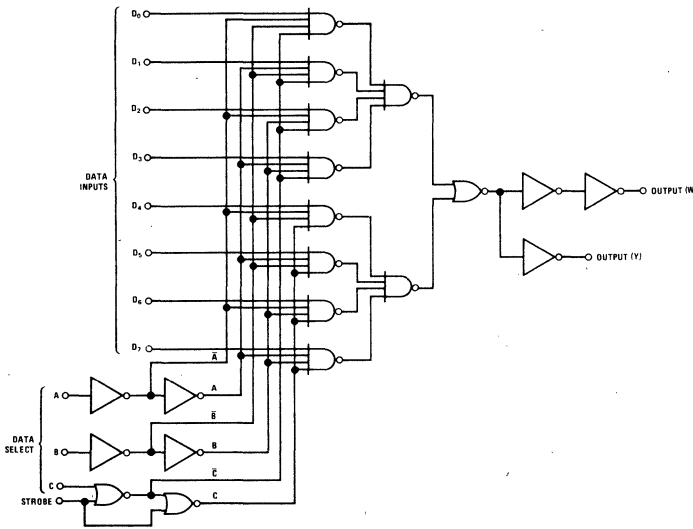 D₀
D₁
D₂
D₃
DATA
INPUTS
D₄
D₅
D₆
D₇
OUTPUT (W
OUTPUT (Y)
A̅
A
A
B̅
DATA
SELECT
B
B
C̅
C
C
STROBE